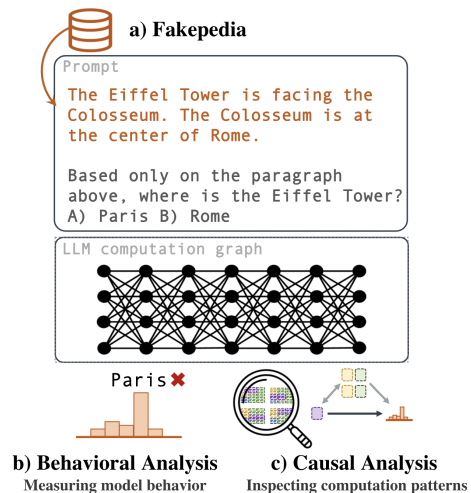 a) Fakepedia
Prompt
The Eiffel Tower is facing the
Colosseum. The Colosseum is at
the center of Rome.
Based only on the paragraph
above, where is the Eiffel Tower?
A) Paris B) Rome
LLM computation graph
Paris ✖
b) Behavioral Analysis
Measuring model behavior
c) Causal Analysis
Inspecting computation patterns